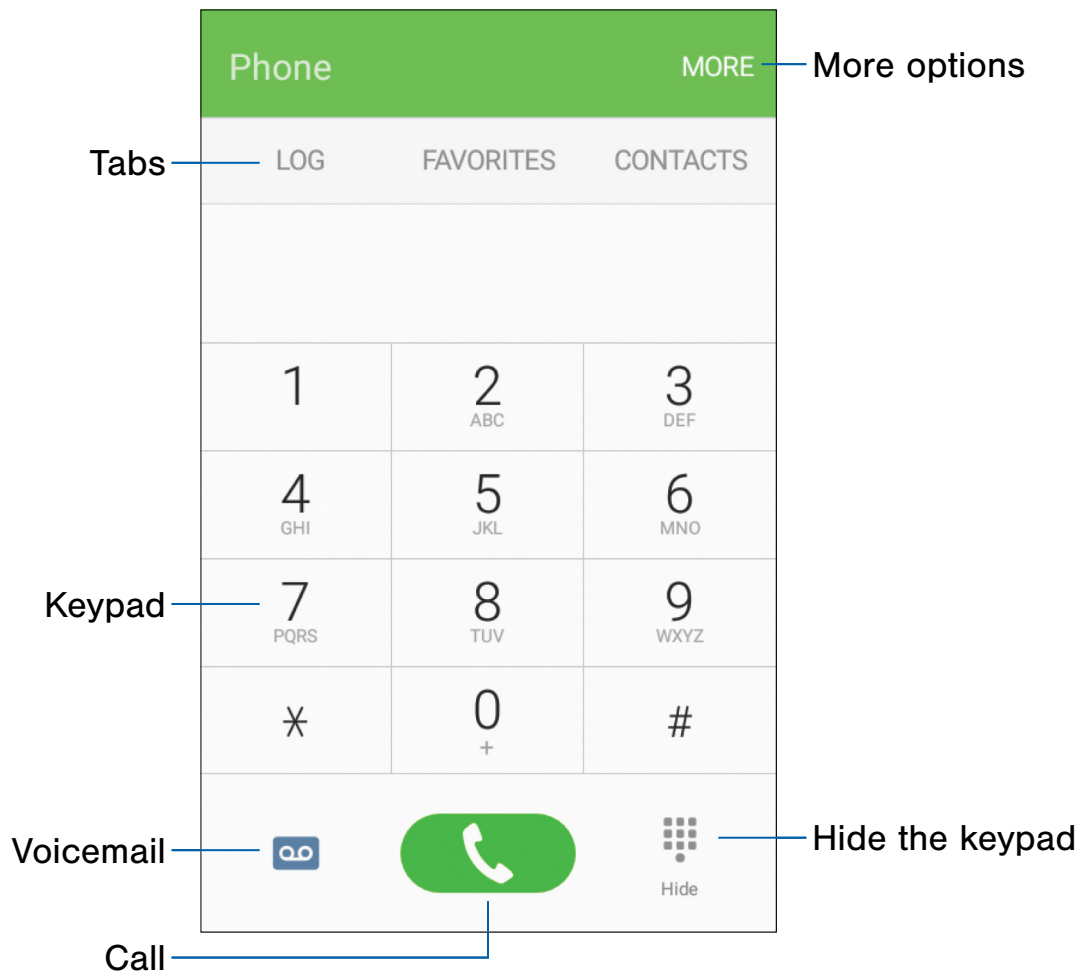 Phone MORE More options
Tabs LOG FAVORITES CONTACTS
1 2 3
ABC DEF
4 5 6
GHI JKL MNO
Keypad 7 8 9
PQRS TUV WXYZ
* 0 #
+
Voicemail Hide the keypad
Hide
Call